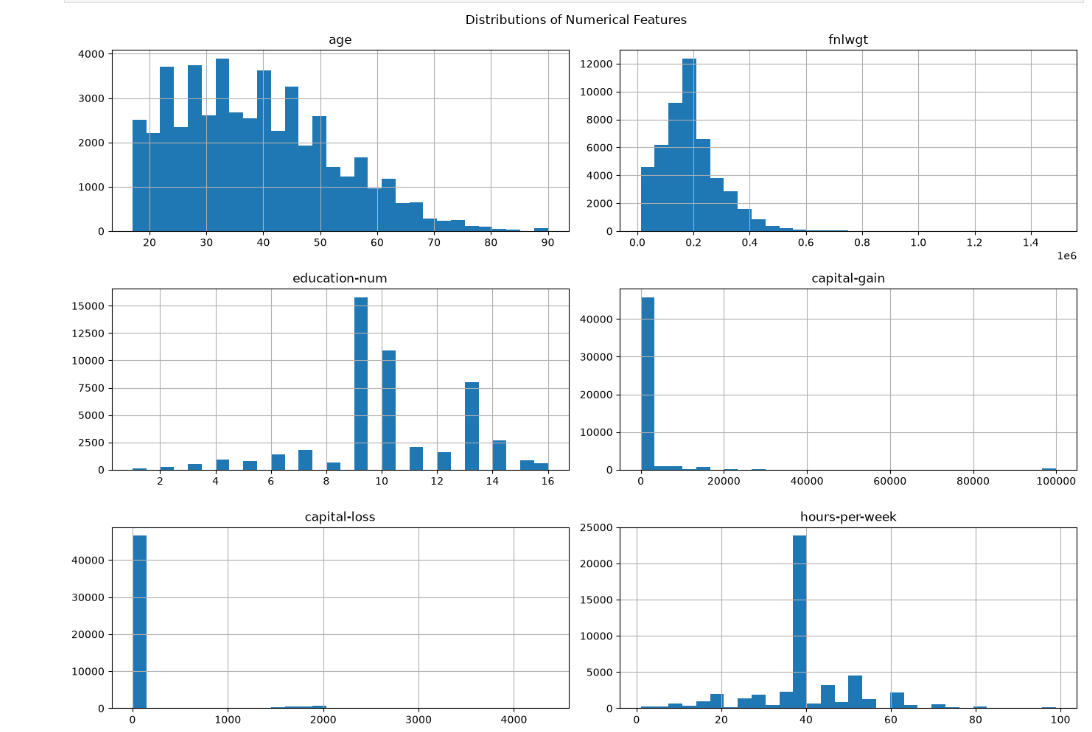 Distributions of Numerical Features
age
4000
3000
2000
1000
0
20 30 40 50 60 70 80 90
fnlwgt
12000
10000
8000
6000
4000
2000
0
0.0 0.2 0.4 0.6 0.8 1.0 1.2 1.4
1e6
education-num
15000
12500
10000
7500
5000
2500
0
2 4 6 8 10 12 14 16
capital-gain
40000
30000
20000
10000
0
0 20000 40000 60000 80000 100000
capital-loss
40000
30000
20000
10000
0
0 1000 2000 3000 4000
hours-per-week
25000
20000
15000
10000
5000
0
0 20 40 60 80 100